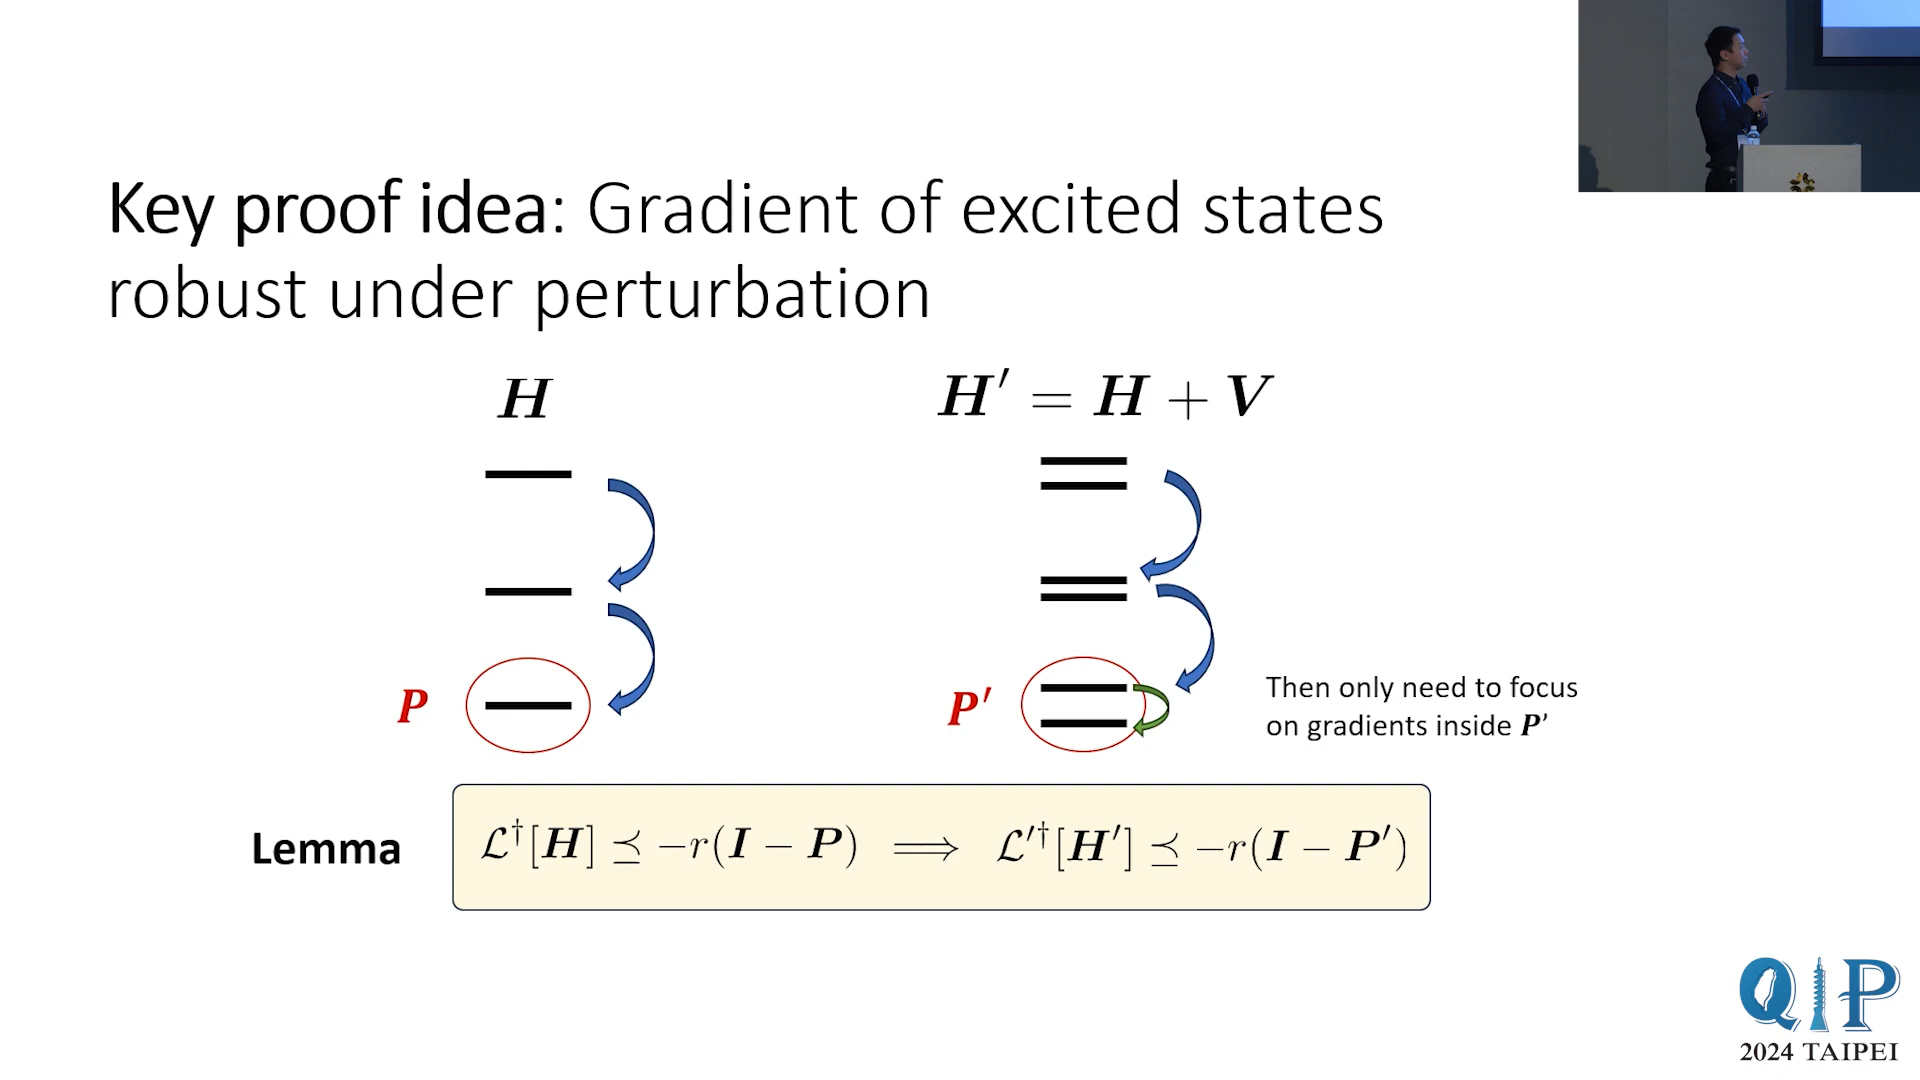 Key proof idea: Gradient of excited states
robust under perturbation
H
H′ = H + V
P
P′
Then only need to focus
on gradients inside P’
Lemma
ℒ†[H] ⪯ −r(I − P) ⟹ ℒ′†[H′] ⪯ −r(I − P′)
QIP
2024 TAIPEI